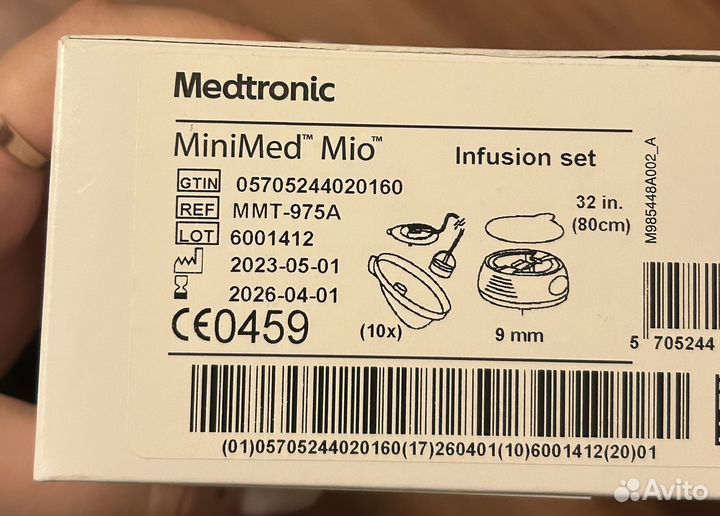 Medtronic
MiniMed™ Mio™
Infusion set
GTIN 05705244020160
REF MMT-975A
LOT 6001412
2023-05-01
2026-04-01
CE0459
(10x)
32 in.
(80cm)
9 mm
M985448A002_A
5 705244
(01)05705244020160(17)260401(10)6001412(20)01
Avito